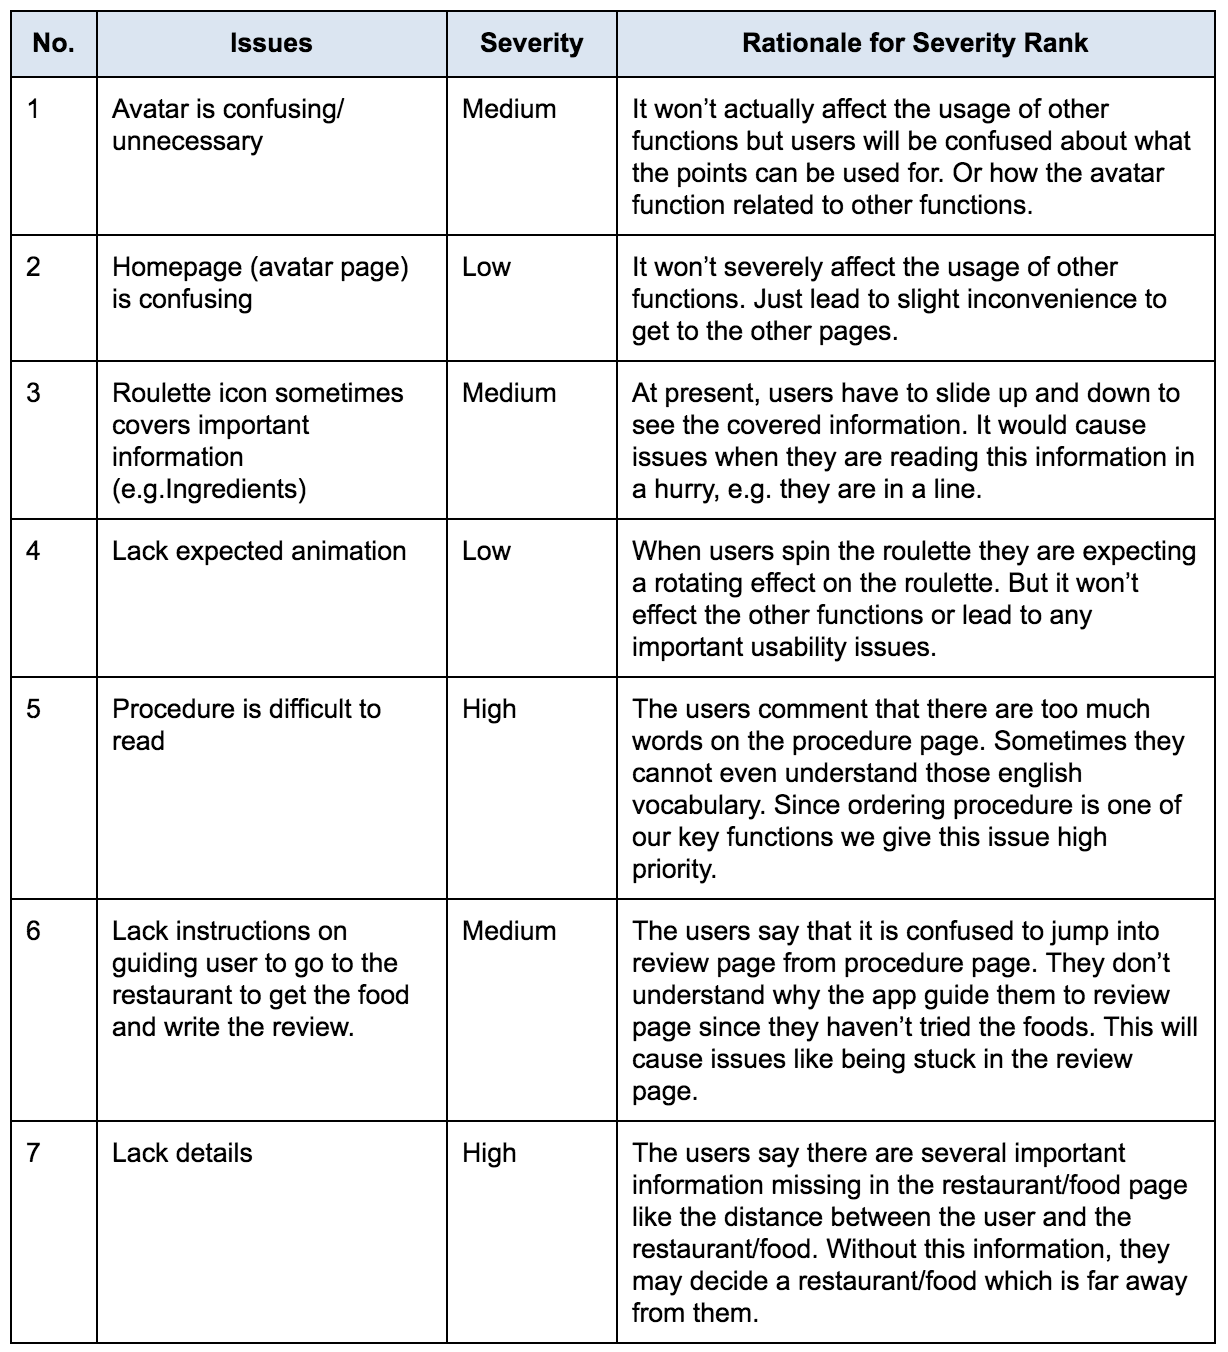 No.
Issues
Severity
Rationale for Severity Rank
1
Avatar is confusing/
unnecessary
Medium
It won’t actually affect the usage of other
functions but users will be confused about what
the points can be used for. Or how the avatar
function related to other functions.
2
Homepage (avatar page)
is confusing
Low
It won’t severely affect the usage of other
functions. Just lead to slight inconvenience to
get to the other pages.
3
Roulette icon sometimes
covers important
information
(e.g.Ingredients)
Medium
At present, users have to slide up and down to
see the covered information. It would cause
issues when they are reading this information in
a hurry, e.g. they are in a line.
4
Lack expected animation
Low
When users spin the roulette they are expecting
a rotating effect on the roulette. But it won’t
effect the other functions or lead to any
important usability issues.
5
Procedure is difficult to
read
High
The users comment that there are too much
words on the procedure page. Sometimes they
cannot even understand those english
vocabulary. Since ordering procedure is one of
our key functions we give this issue high
priority.
6
Lack instructions on
guiding user to go to the
restaurant to get the food
and write the review.
Medium
The users say that it is confused to jump into
review page from procedure page. They don’t
understand why the app guide them to review
page since they haven’t tried the foods. This will
cause issues like being stuck in the review
page.
7
Lack details
High
The users say there are several important
information missing in the restaurant/food page
like the distance between the user and the
restaurant/food. Without this information, they
may decide a restaurant/food which is far away
from them.